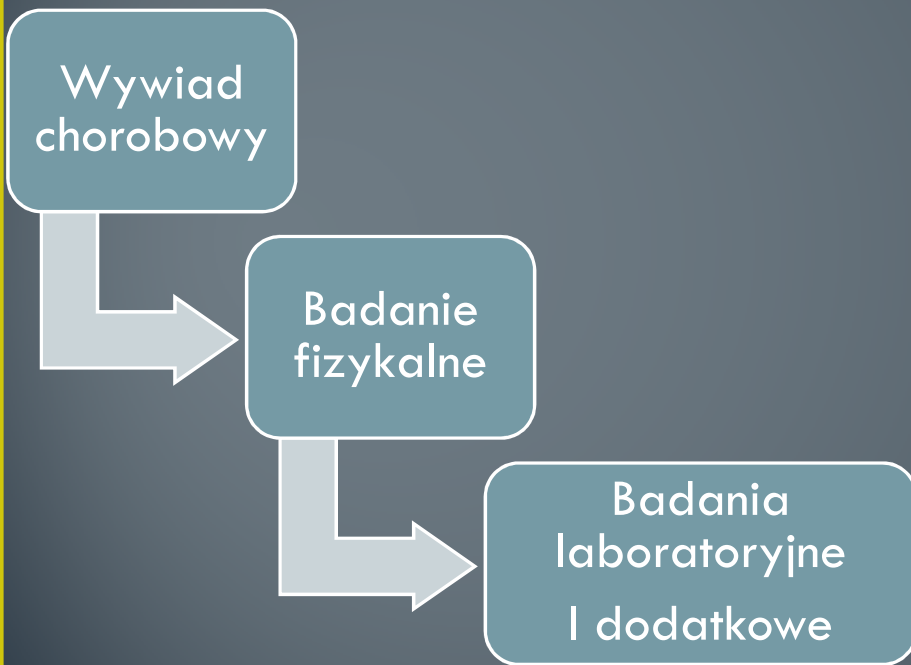 Wywiad
chorobowy
Badanie
fizykalne
Badania
laboratoryjne
I dodatkowe